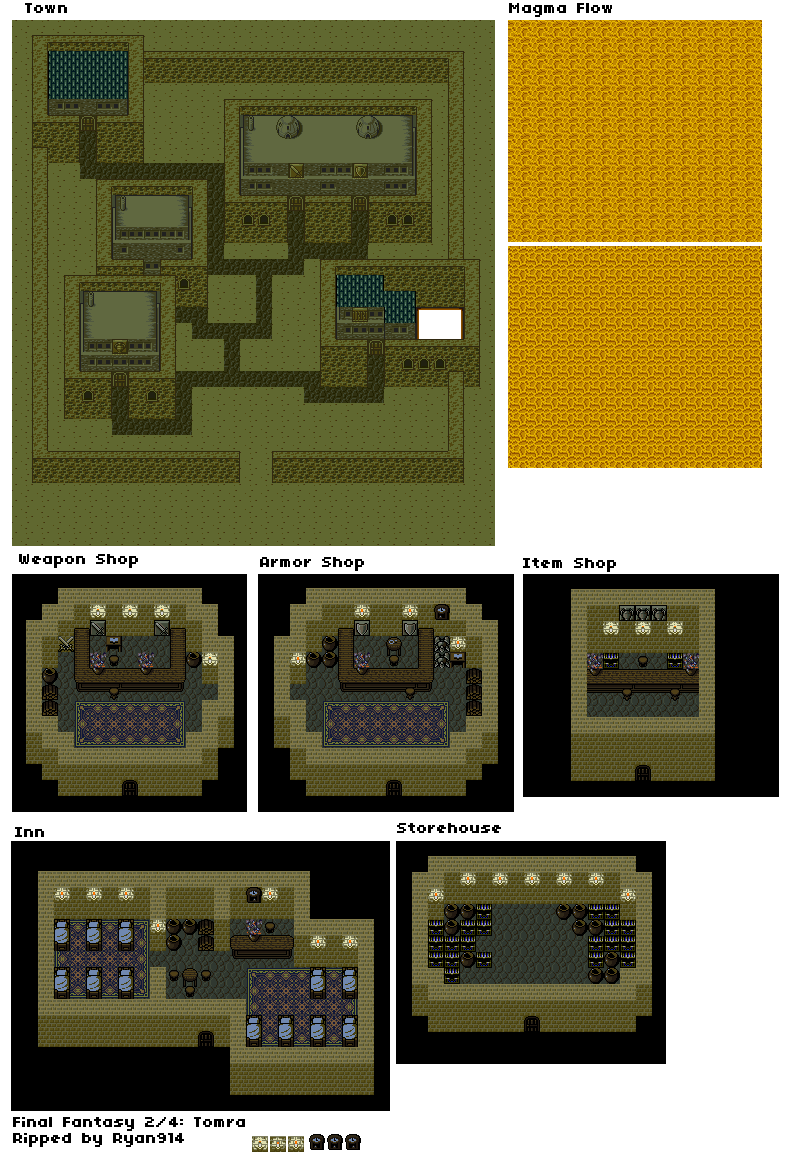 Town
Magma Flow
Weapon Shop
Armor Shop
Item Shop
Inn
Storehouse
Final Fantasy 2/4: Tomra
Ripped by Ryan914